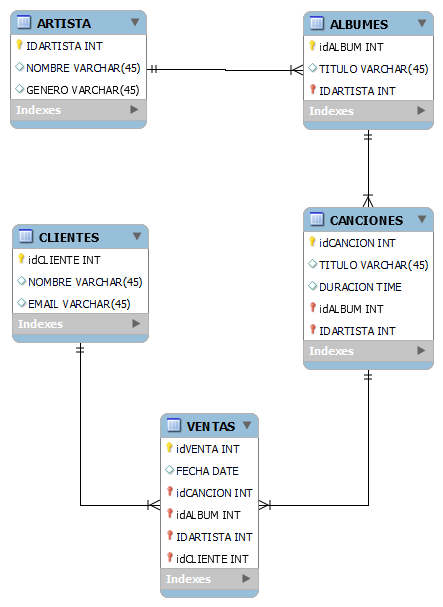 ARTISTA
IDARTISTA INT
NOMBRE VARCHAR(45)
GENERO VARCHAR(45)
Indexes
ALBUMES
idALBUM INT
TITULO VARCHAR(45)
IDARTISTA INT
Indexes
CLIENTES
idCLIENTE INT
NOMBRE VARCHAR(45)
EMAIL VARCHAR(45)
Indexes
CANCIONES
idCANCION INT
TITULO VARCHAR(45)
DURACION TIME
idALBUM INT
IDARTISTA INT
Indexes
VENTAS
idVENTA INT
FECHA DATE
idCANCION INT
idALBUM INT
IDARTISTA INT
idCLIENTE INT
Indexes